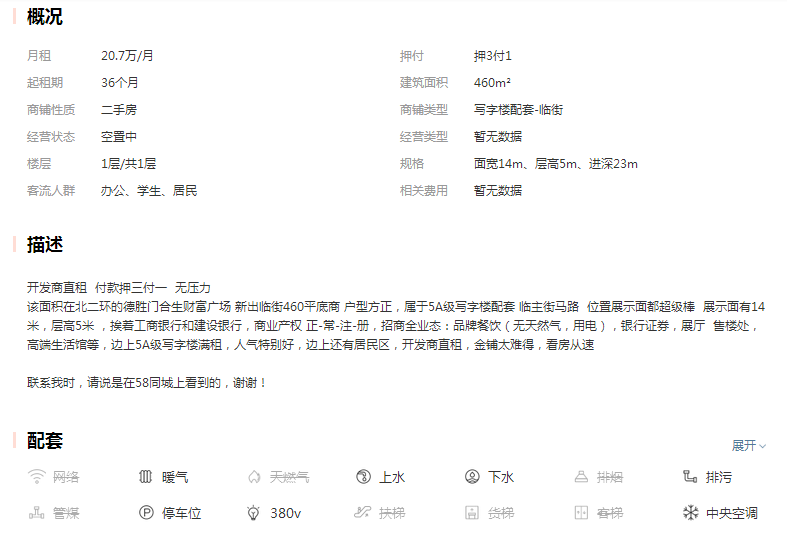 概况
月租 20.7万/月 押付 押3付1
起租期 36个月 建筑面积 460m²
商铺性质 二手房 商铺类型 写字楼配套-临街
经营状态 空置中 经营类型 暂无数据
楼层 1层/共1层 规格 面宽14m、层高5m、进深23m
客流人群 办公、学生、居民 相关费用 暂无数据
描述
开发商直租 付款押三付一 无压力
该面积在北二环的德胜门合生财富广场 新出临街460平底商 户型方正，属于5A级写字楼配套 临主街马路 位置展示面都超级棒 展示面有14
米，层高5米 ，挨着工商银行和建设银行，商业产权 正-常-注-册，招商全业态：品牌餐饮（无天然气，用电），银行证券，展厅 售楼处，
高端生活馆等，边上5A级写字楼满租，人气特别好，边上还有居民区，开发商直租，金铺太难得，看房从速
联系我时，请说是在58同城上看到的，谢谢！
配套 展开
网络 暖气 天燃气 上水 下水 排烟 排污
管煤 停车位 380v 扶梯 货梯 客梯 中央空调